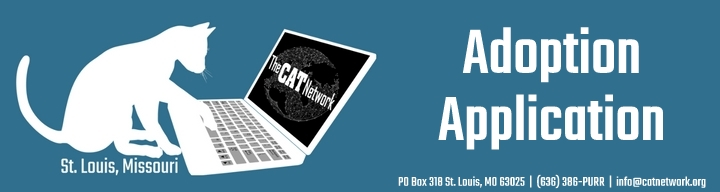 The CAT Network
St. Louis, Missouri
Adoption
Application
PO Box 318 St. Louis, MO 63025 | (636) 386-PURR | info@catnetwork.org